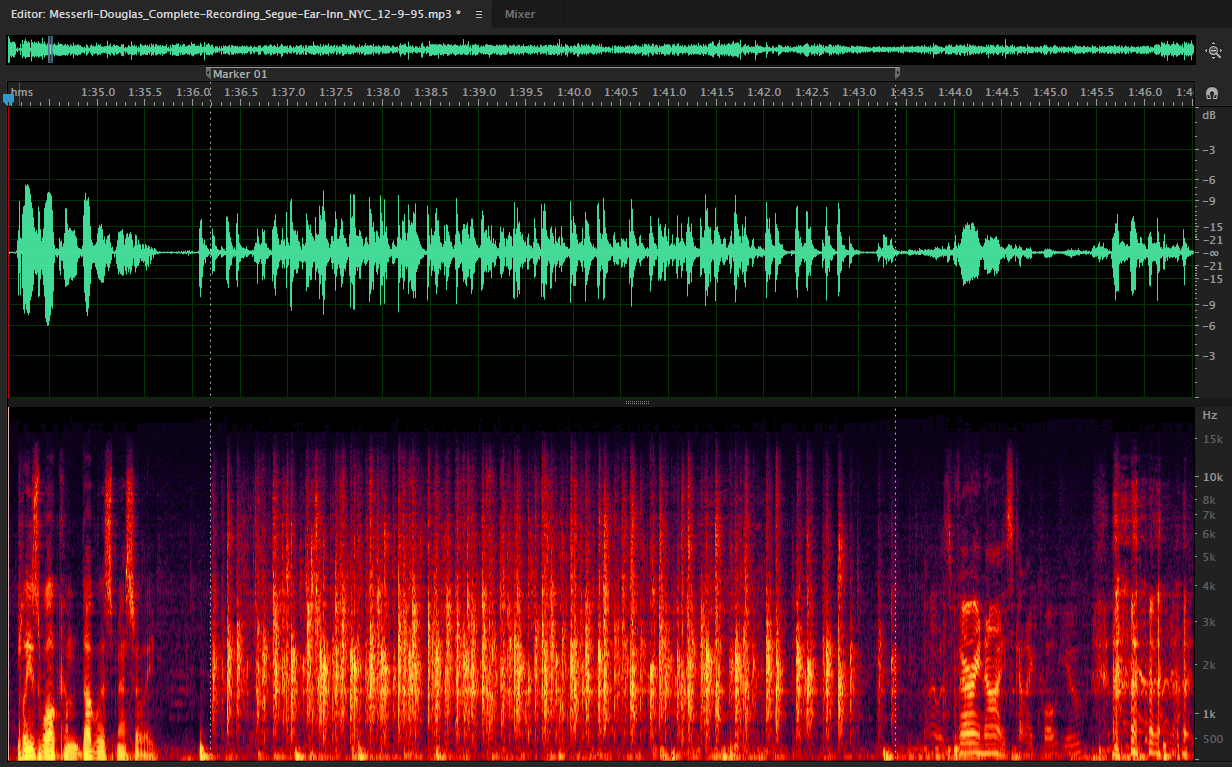 Editor: Messerli-Douglas_Complete-Recording_Segue-Ear-Inn_NYC_12-9-95.mp3 * ☰ Mixer
Marker 01
hms 1:35.0 1:35.5 1:36.0 1:36.5 1:37.0 1:37.5 1:38.0 1:38.5 1:39.0 1:39.5 1:40.0 1:40.5 1:41.0 1:41.5 1:42.0 1:42.5 1:43.0 1:43.5 1:44.0 1:44.5 1:45.0 1:45.5 1:46.0 1:4
dB
-3
-6
-9
-15
-21
-∞
-21
-15
-9
-6
-3
Hz
15k
10k
8k
7k
6k
5k
4k
3k
2k
1k
500